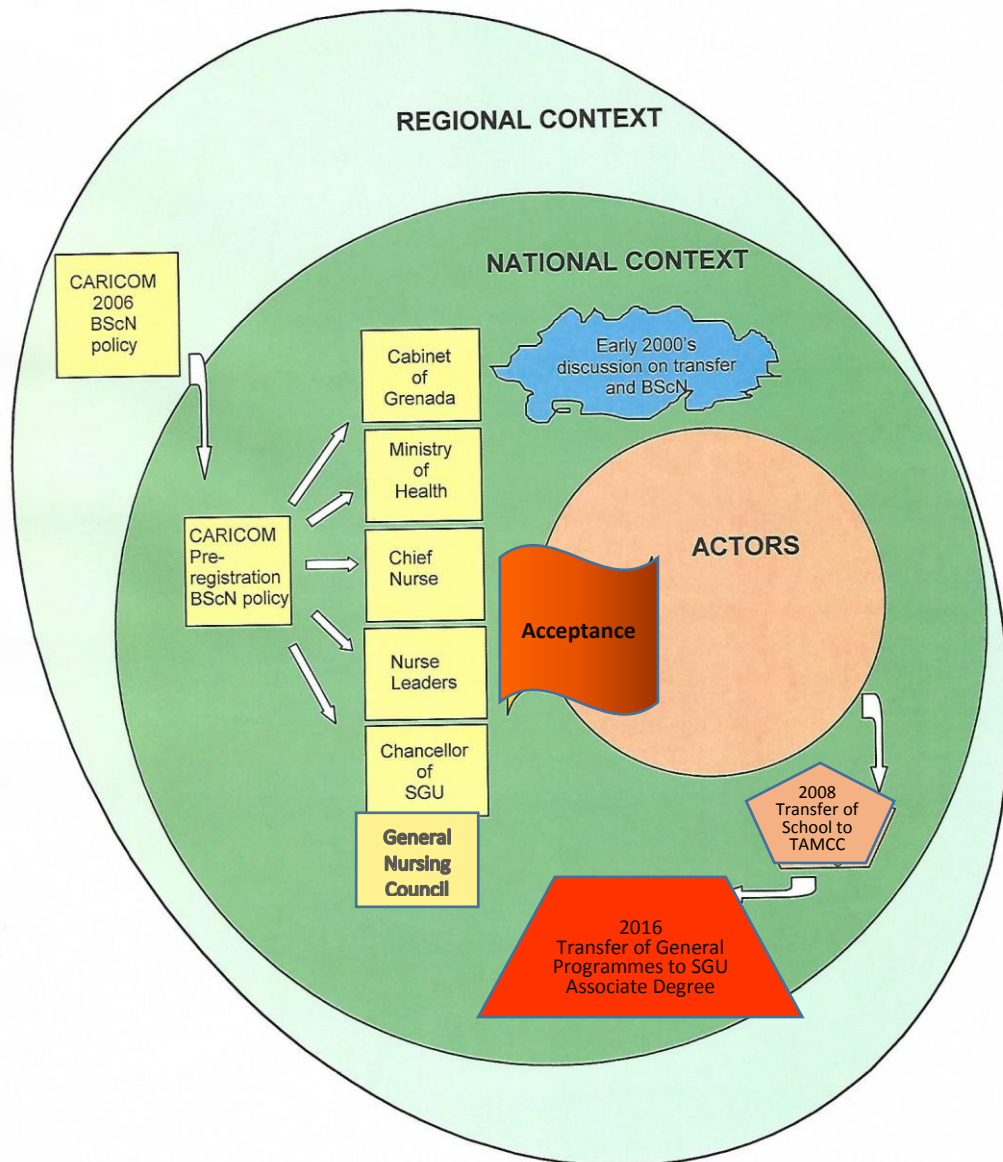 REGIONAL CONTEXT
NATIONAL CONTEXT
CARICOM
2006
BScN
policy
Early 2000's
discussion on transfer
and BScN
Cabinet
of
Grenada
Ministry
of
Health
CARICOM
Pre-
registration
BScN policy
Chief
Nurse
ACTORS
Acceptance
Nurse
Leaders
Chancellor
of
SGU
General
Nursing
Council
2008
Transfer of
School to
TAMCC
2016
Transfer of General
Programmes to SGU
Associate Degree